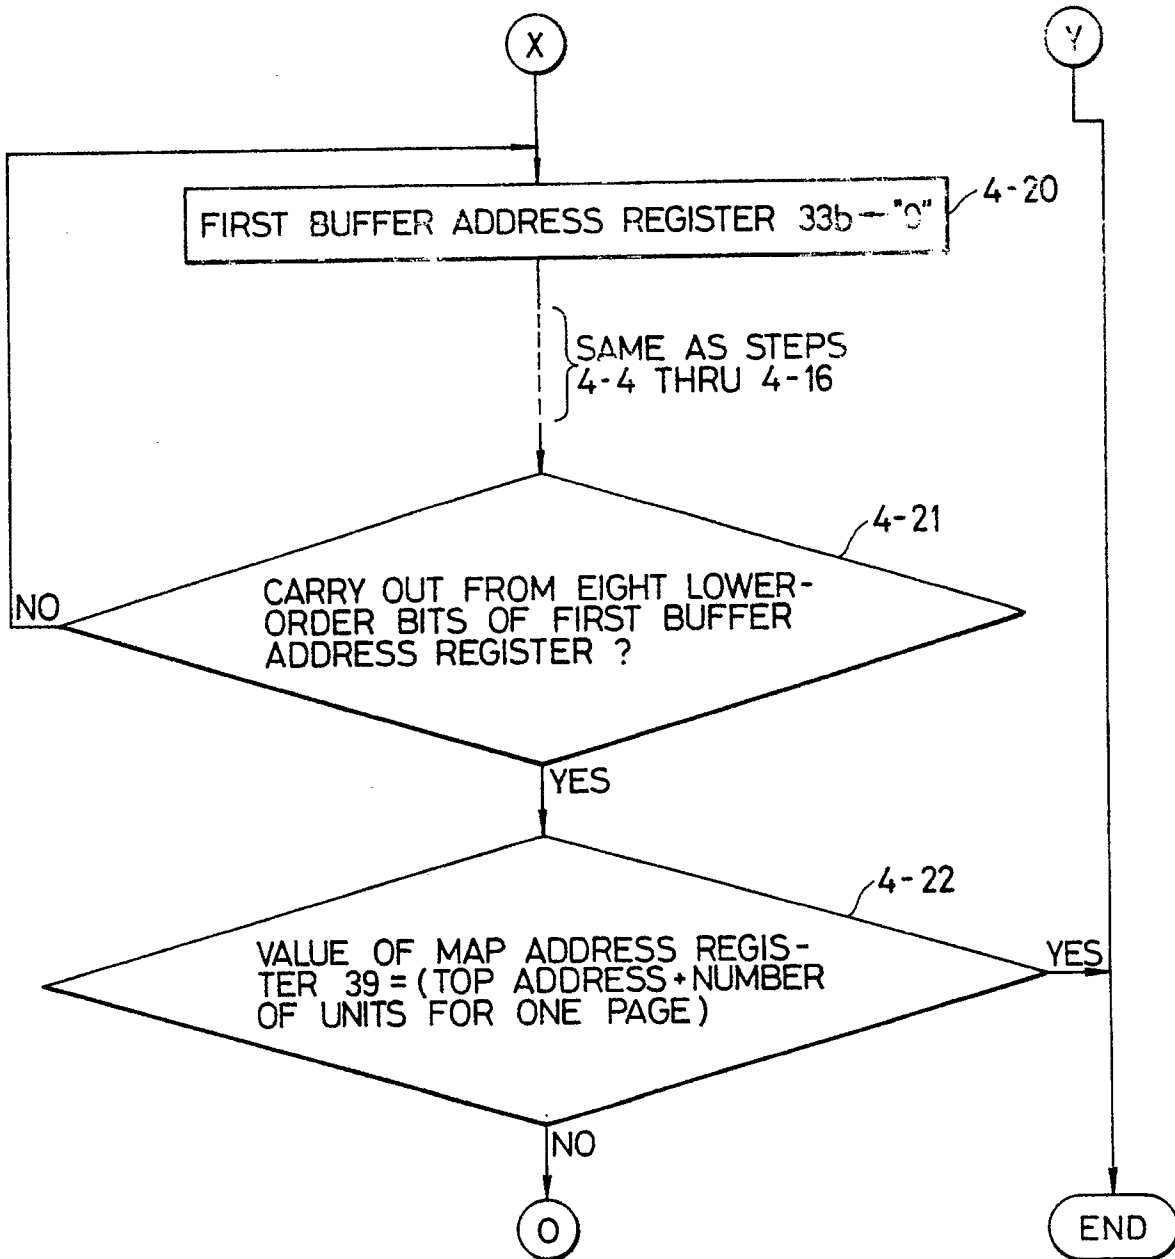 X
Y
4-20
FIRST BUFFER ADDRESS REGISTER 33b—"0"
SAME AS STEPS
4-4 THRU 4-16
4-21
CARRY OUT FROM EIGHT LOWER-
ORDER BITS OF FIRST BUFFER
ADDRESS REGISTER ?
NO
YES
4-22
VALUE OF MAP ADDRESS REGIS-
TER 39=(TOP ADDRESS+NUMBER
OF UNITS FOR ONE PAGE)
YES
NO
O
END